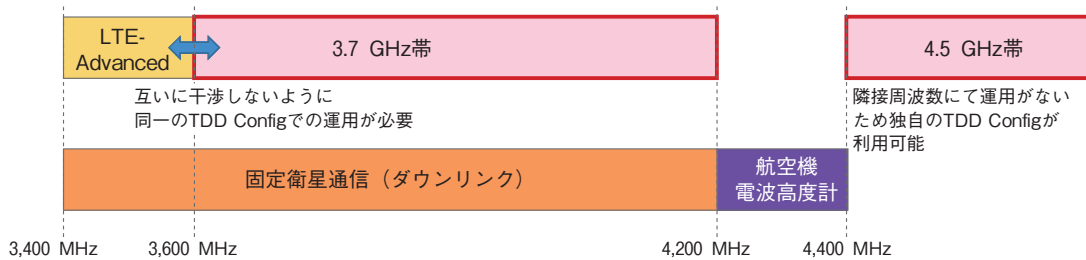 LTE-
Advanced
3.7 GHz帯
4.5 GHz帯
互いに干渉しないように
同一のTDD Configでの運用が必要
隣接周波数にて運用がない
ため独自のTDD Configが
利用可能
固定衛星通信（ダウンリンク）
航空機
電波高度計
3,400 MHz
3,600 MHz
4,200 MHz
4,400 MHz